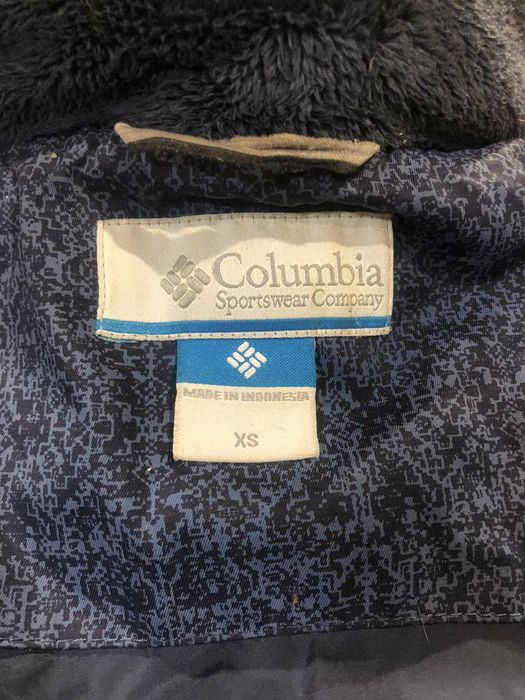 Columbia
Sportswear Company
MADE IN INDONESIA
XS